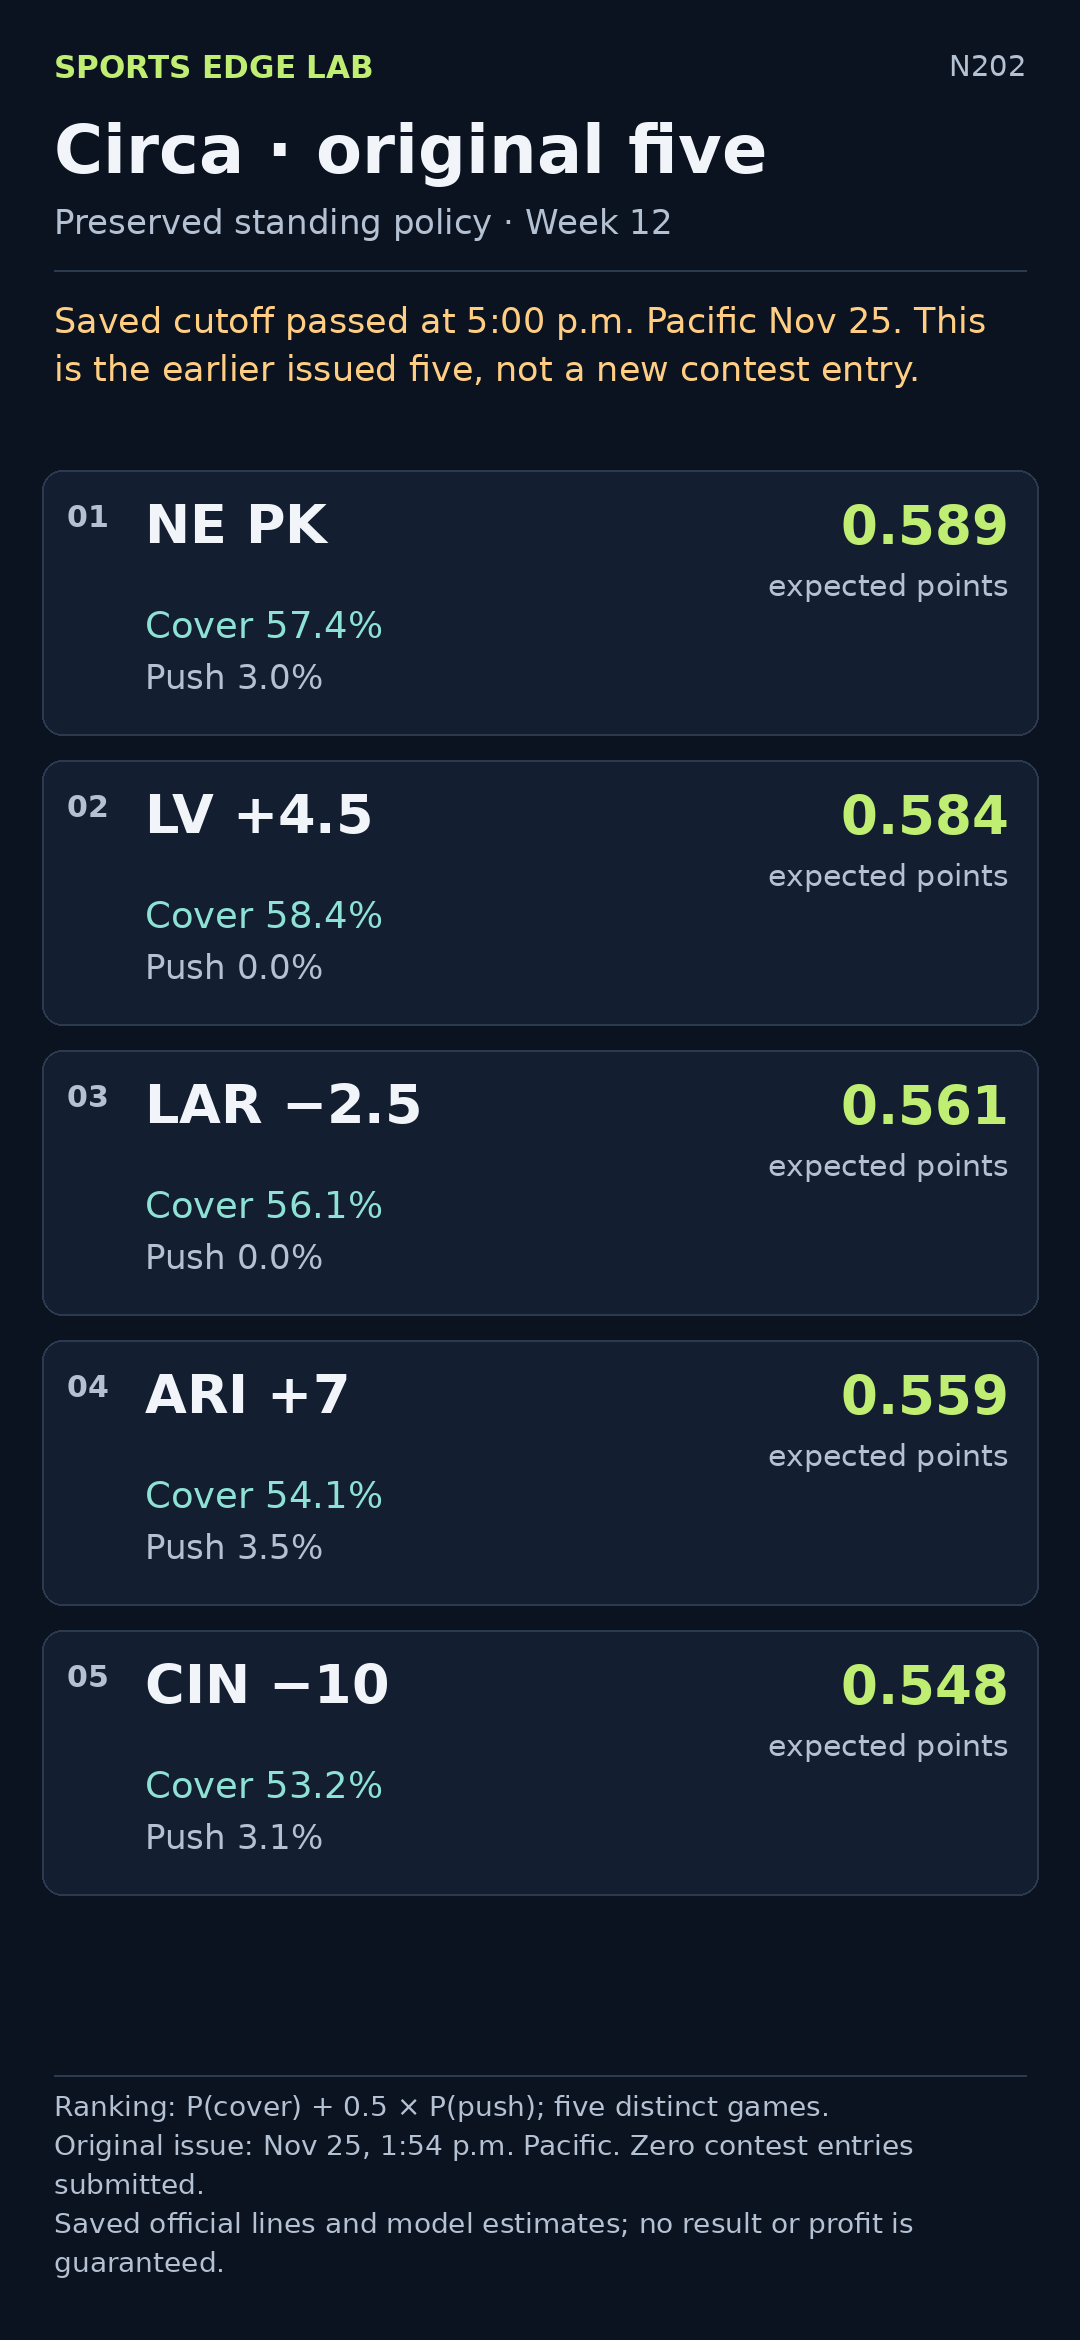 SPORTS EDGE LAB
N202
Circa · original five
Preserved standing policy · Week 12
Saved cutoff passed at 5:00 p.m. Pacific Nov 25. This
is the earlier issued five, not a new contest entry.
01
NE PK
0.589
expected points
Cover 57.4%
Push 3.0%
02
LV +4.5
0.584
expected points
Cover 58.4%
Push 0.0%
03
LAR −2.5
0.561
expected points
Cover 56.1%
Push 0.0%
04
ARI +7
0.559
expected points
Cover 54.1%
Push 3.5%
05
CIN −10
0.548
expected points
Cover 53.2%
Push 3.1%
Ranking: P(cover) + 0.5 × P(push); five distinct games.
Original issue: Nov 25, 1:54 p.m. Pacific. Zero contest entries
submitted.
Saved official lines and model estimates; no result or profit is
guaranteed.